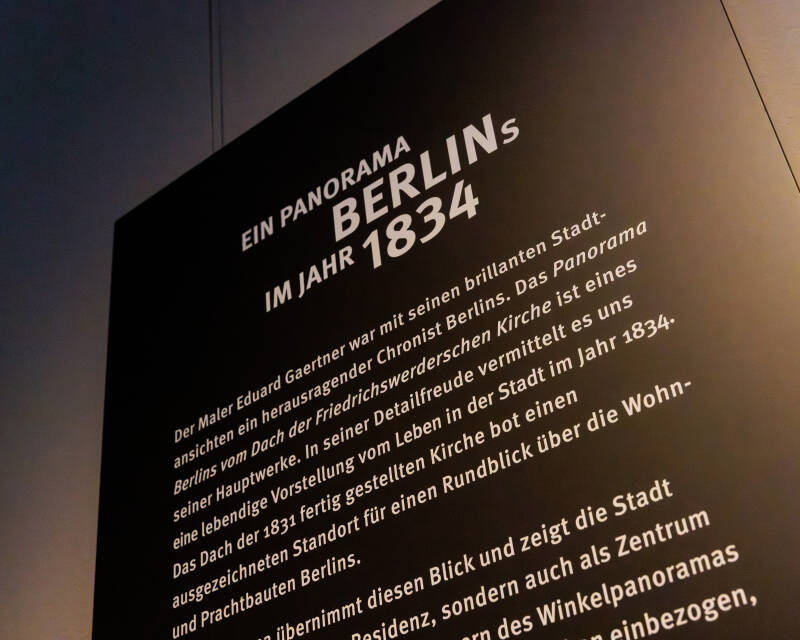 EIN PANORAMA
BERLINs
IM JAHR 1834
Der Maler Eduard Gaertner war mit seinen brillanten Stadt-
ansichten ein herausragender Chronist Berlins. Das Panorama
Berlins vom Dach der Friedrichswerderschen Kirche ist eines
seiner Hauptwerke. In seiner Detailfreude vermittelt es uns
eine lebendige Vorstellung vom Leben in der Stadt im Jahr 1834.
Das Dach der 1831 fertig gestellten Kirche bot einen
ausgezeichneten Standort für einen Rundblick über die Wohn-
und Prachtbauten Berlins.
übernimmt diesen Blick und zeigt die Stadt
Residenz, sondern auch als Zentrum
des Winkelpanoramas
einbezogen,